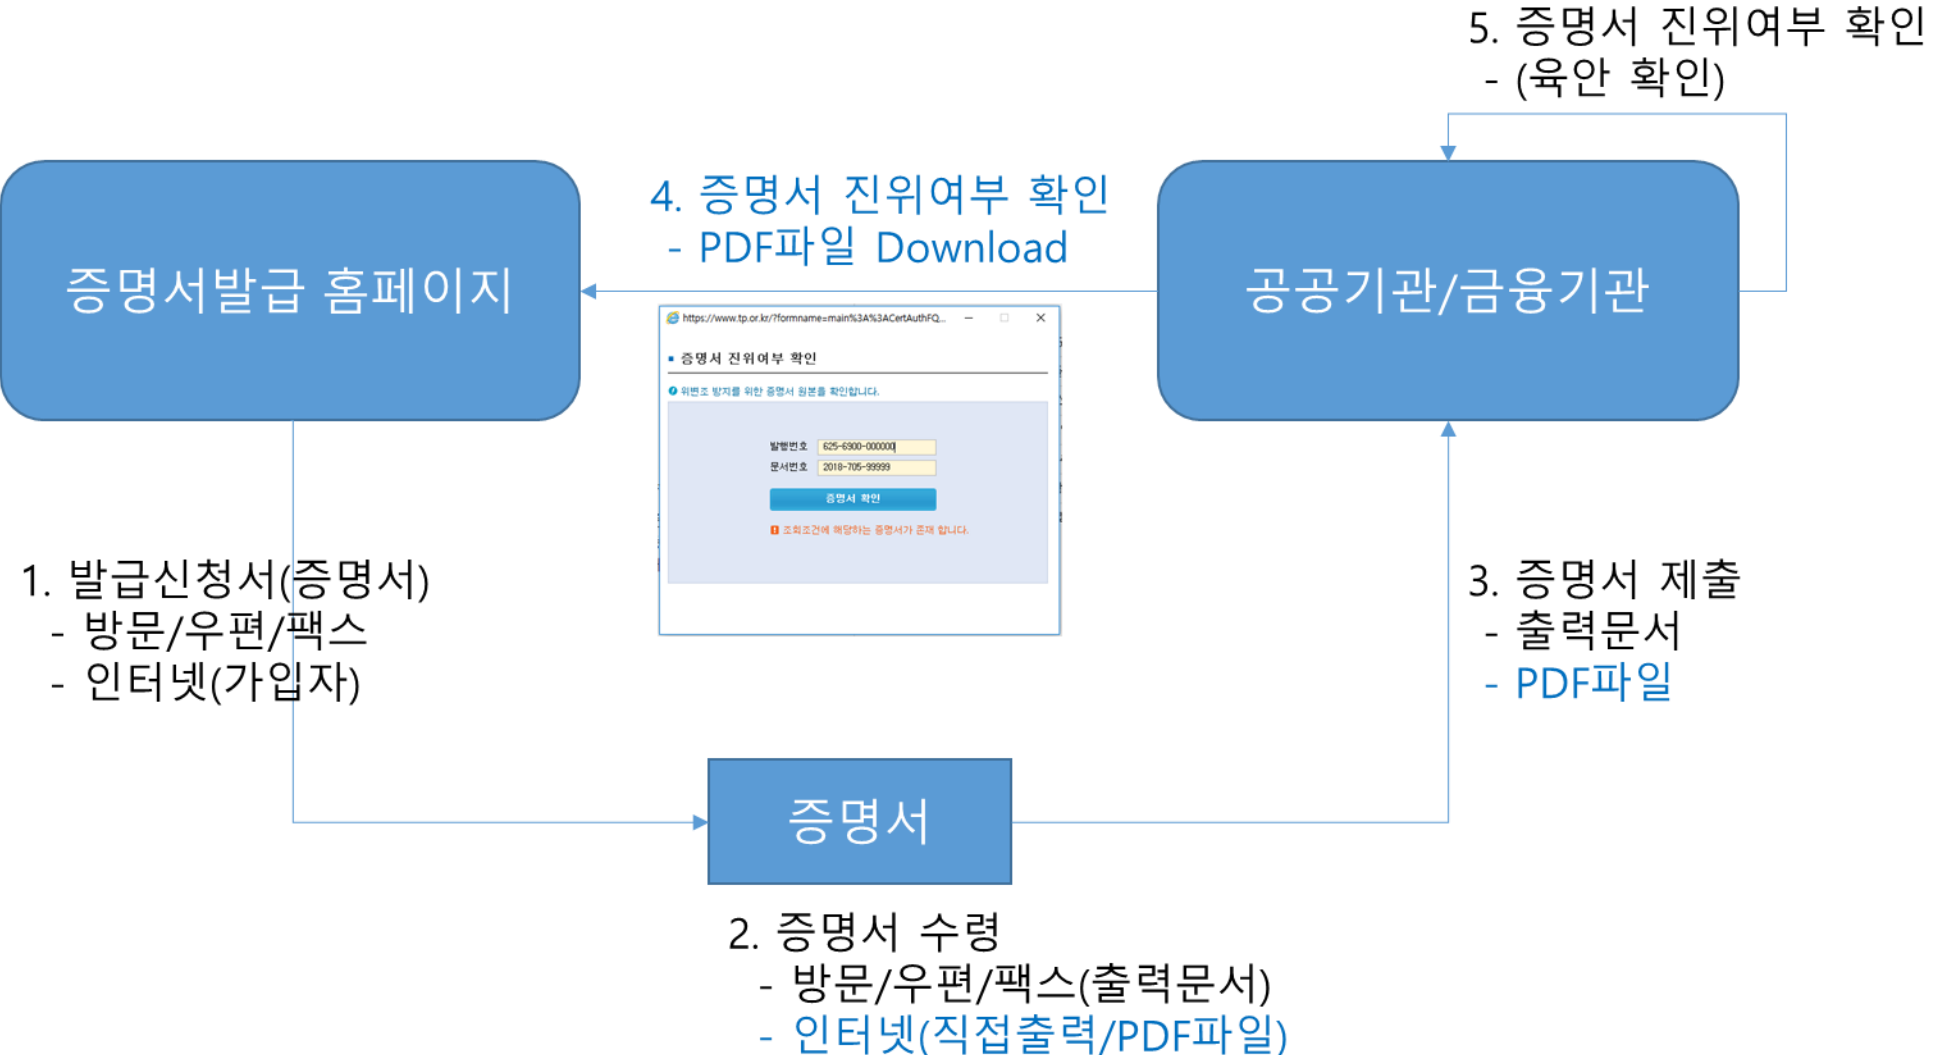 5. 증명서 진위여부 확인
- (육안 확인)
4. 증명서 진위여부 확인
- PDF파일 Download
증명서발급 홈페이지
공공기관/금융기관
https://www.tp.or.kr/?formname=main%3A%3ACertAuthFQ...
증명서 진위여부 확인
위변조 방지를 위한 증명서 원본을 확인합니다.
발행번호 625-6900-000000
문서번호 2018-705-99999
증명서 확인
조회조건에 해당하는 증명서가 존재 합니다.
1. 발급신청서(증명서)
- 방문/우편/팩스
- 인터넷(가입자)
3. 증명서 제출
- 출력문서
- PDF파일
증명서
2. 증명서 수령
- 방문/우편/팩스(출력문서)
- 인터넷(직접출력/PDF파일)